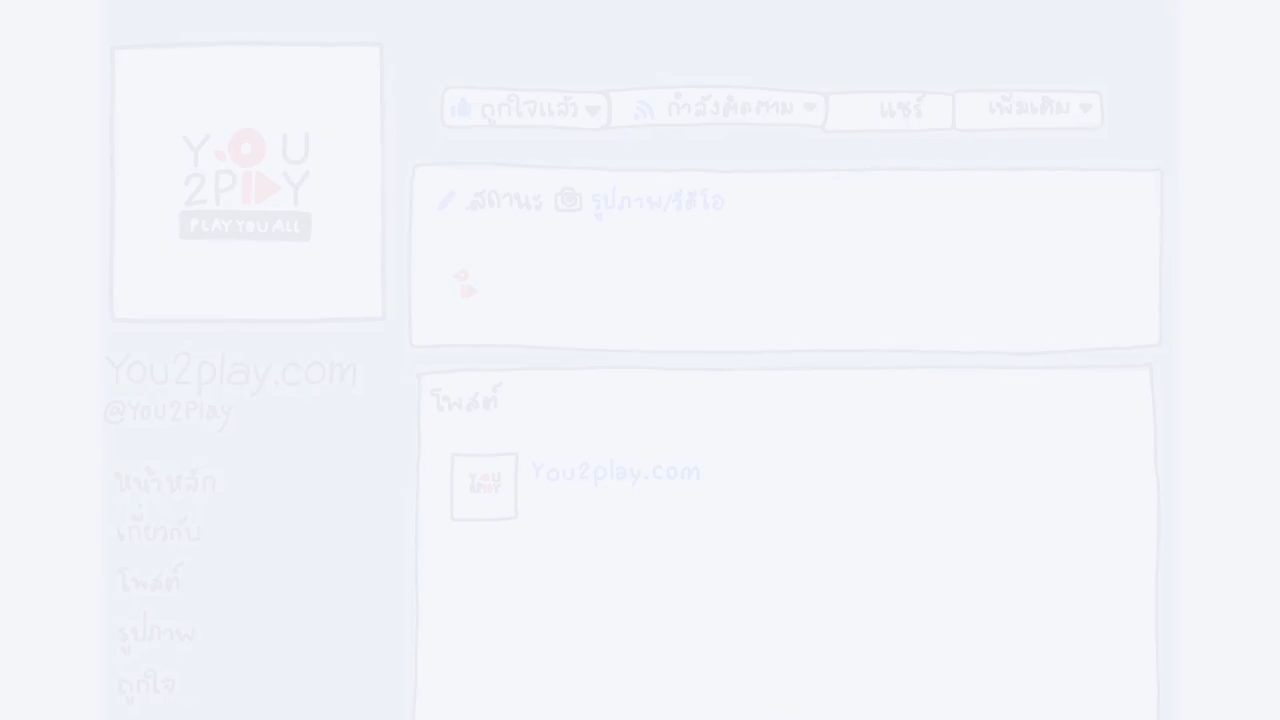 YOU
2PLAY
PLAY YOU ALL
You2play.com
@You2Play
หน้าหลัก
เกี่ยวกับ
โพสต์
รูปภาพ
ถูกใจ
ถูกใจแล้ว กำลังติดตาม แชร์ เพิ่มเติม
สถานะ รูปภาพ/วีดีโอ
โพสต์
YOU
2PLAY
You2play.com